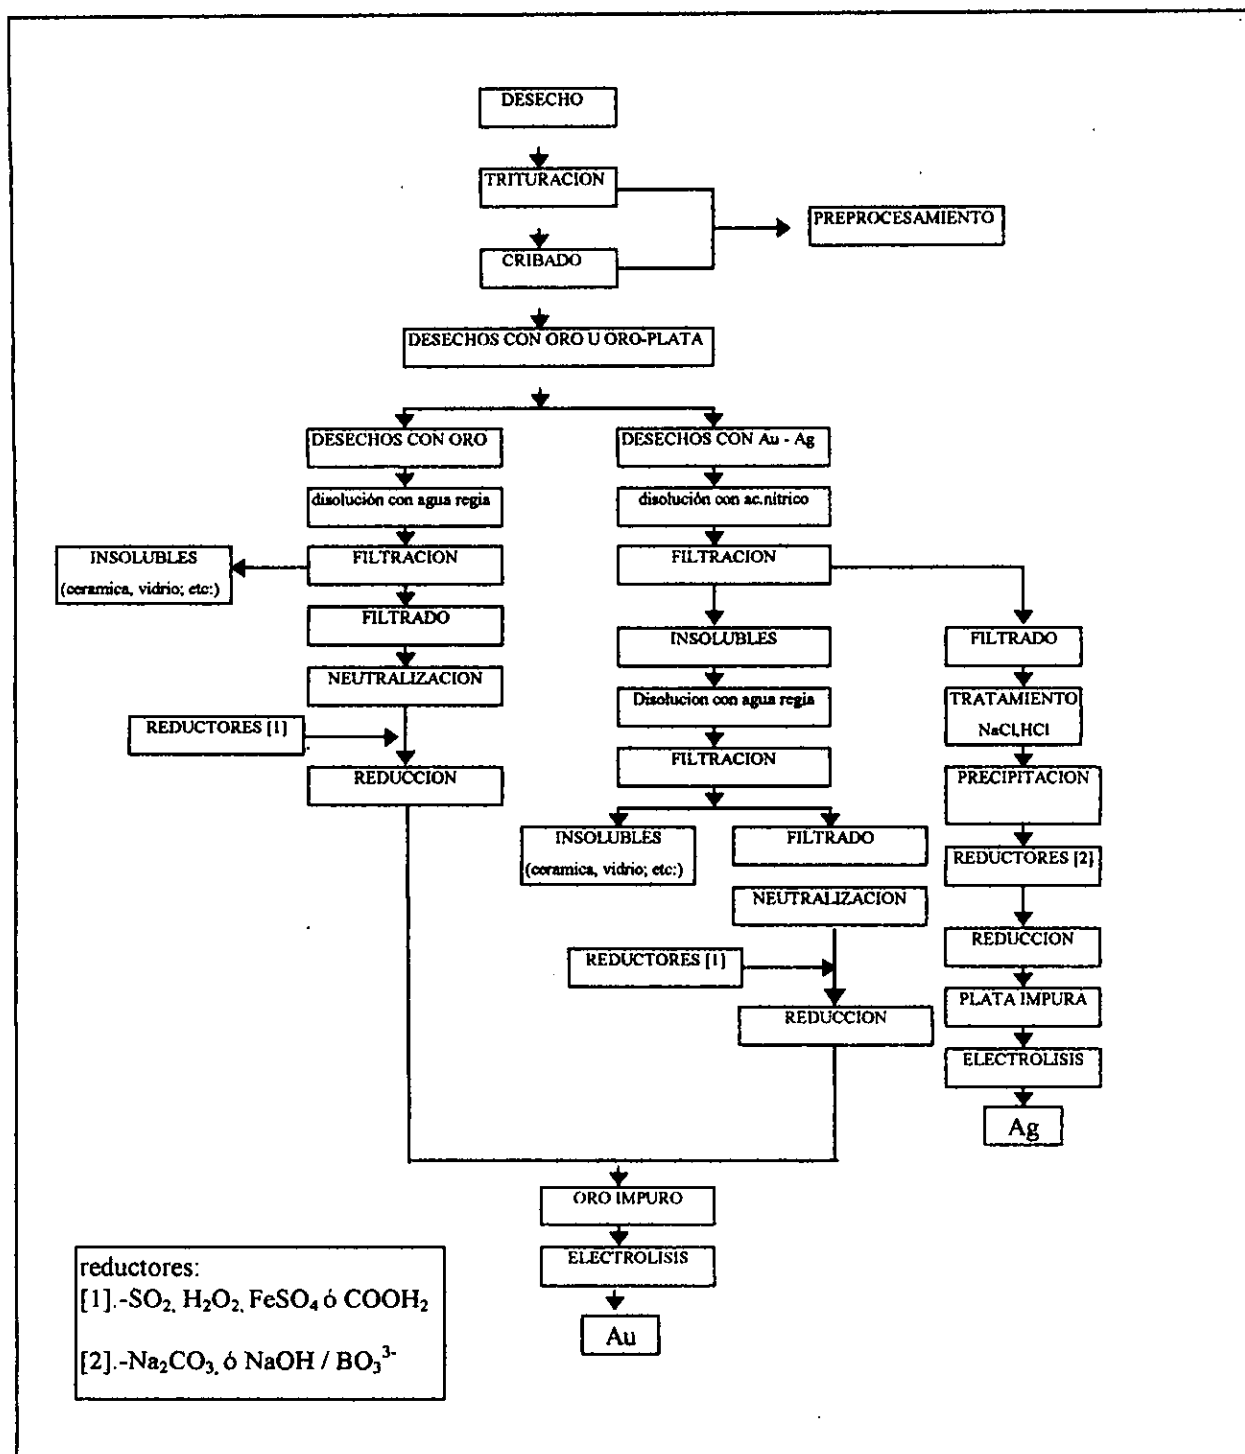 DESECHO
TRITURACION
PREPROCESAMIENTO
CRIBADO
DESECHOS CON ORO U ORO-PLATA
DESECHOS CON ORO
DESECHOS CON Au - Ag
disolución con agua regia
disolución con ac.nítrico
INSOLUBLES
(ceramica, vidrio; etc:)
FILTRACION
FILTRACION
FILTRADO
INSOLUBLES
FILTRADO
NEUTRALIZACION
Disolucion con agua regia
TRATAMIENTO
NaCl,HCl
REDUCTORES [1]
FILTRACION
REDUCCION
PRECIPITACION
INSOLUBLES
(ceramica, vidrio; etc:)
FILTRADO
REDUCTORES [2]
NEUTRALIZACION
REDUCTORES [1]
REDUCCION
REDUCCION
PLATA IMPURA
ELECTROLISIS
Ag
ORO IMPURO
ELECTROLISIS
Au
reductores:
[1].-SO₂, H₂O₂, FeSO₄ ó COOH₂
[2].-Na₂CO₃, ó NaOH / BO₃³⁻